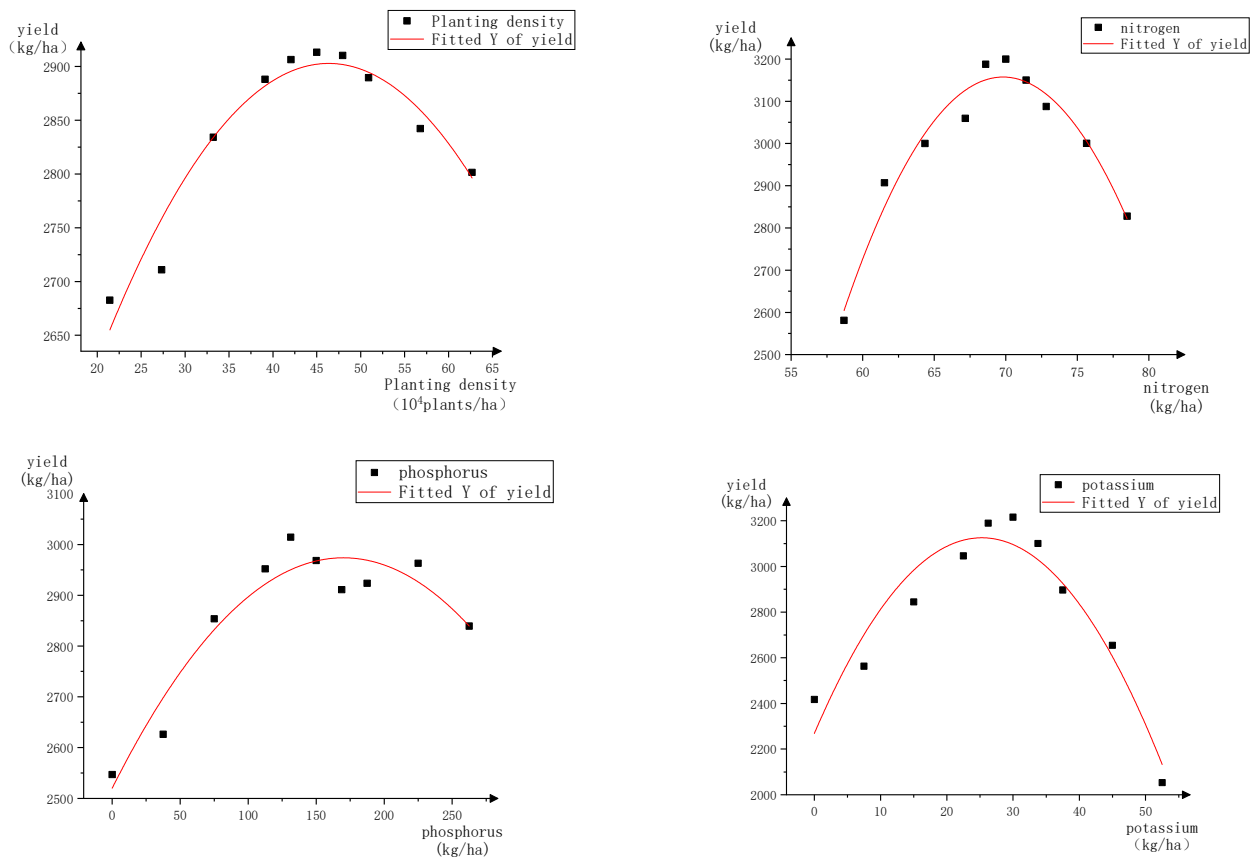 yield
（kg/ha）
Planting density
Fitted Y of yield
2900
2850
2800
2750
2700
2650
20 25 30 35 40 45 50 55 60 65
Planting density
（10⁴plants/ha）
yield
(kg/ha)
nitrogen
Fitted Y of yield
3200
3100
3000
2900
2800
2700
2600
2500
55 60 65 70 75 80
nitrogen
(kg/ha)
yield
(kg/ha)
phosphorus
Fitted Y of yield
3100
3000
2900
2800
2700
2600
2500
0 50 100 150 200 250
phosphorus
(kg/ha)
yield
(kg/ha)
potassium
Fitted Y of yield
3200
3000
2800
2600
2400
2200
2000
0 10 20 30 40 50
potassium
（kg/ha）